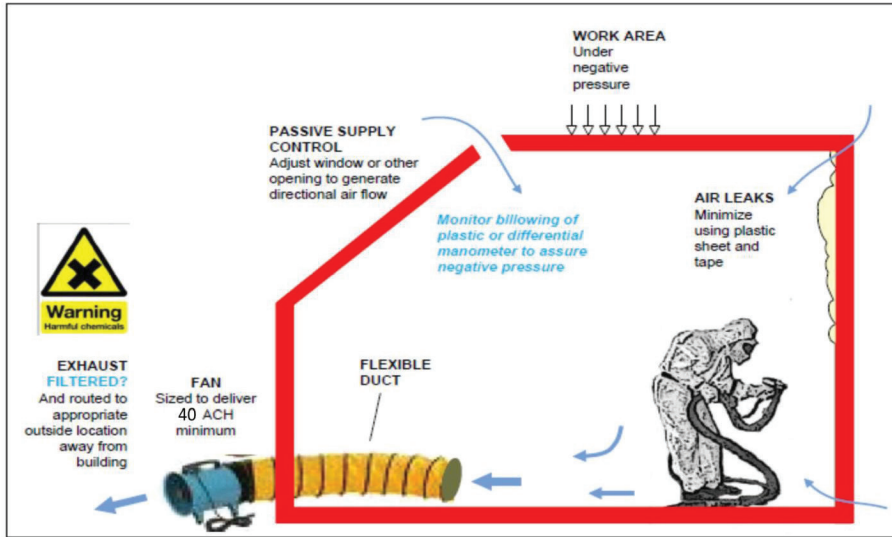 WORK AREA
Under
negative
pressure
PASSIVE SUPPLY
CONTROL
Adjust window or other
opening to generate
directional air flow
Monitor bIllowing of
plastic or differential
manometer to assure
negative pressure
AIR LEAKS
Minimize
using plastic
sheet and
tape
Warning
Harmful chemicals
EXHAUST
FILTERED?
And routed to
appropriate
outside location
away from
building
FAN
Sized to deliver
40 ACH
minimum
FLEXIBLE
DUCT